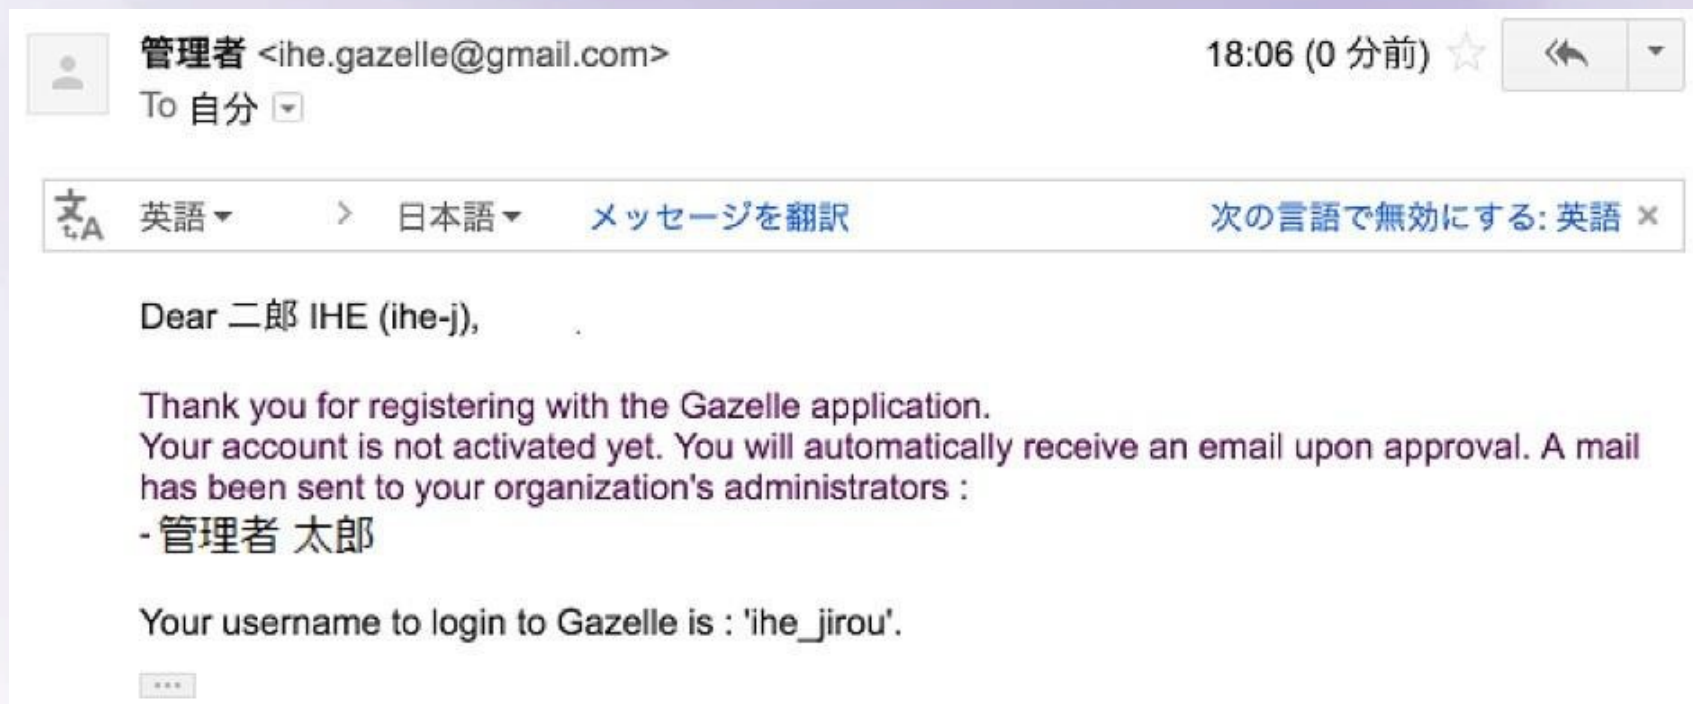 管理者 <ihe.gazelle@gmail.com>
18:06 (0 分前)
To 自分
英語 > 日本語 メッセージを翻訳 次の言語で無効にする: 英語 ×
Dear 二郎 IHE (ihe-j),
Thank you for registering with the Gazelle application.
Your account is not activated yet. You will automatically receive an email upon approval. A mail
has been sent to your organization's administrators :
- 管理者 太郎
Your username to login to Gazelle is : 'ihe_jirou'.